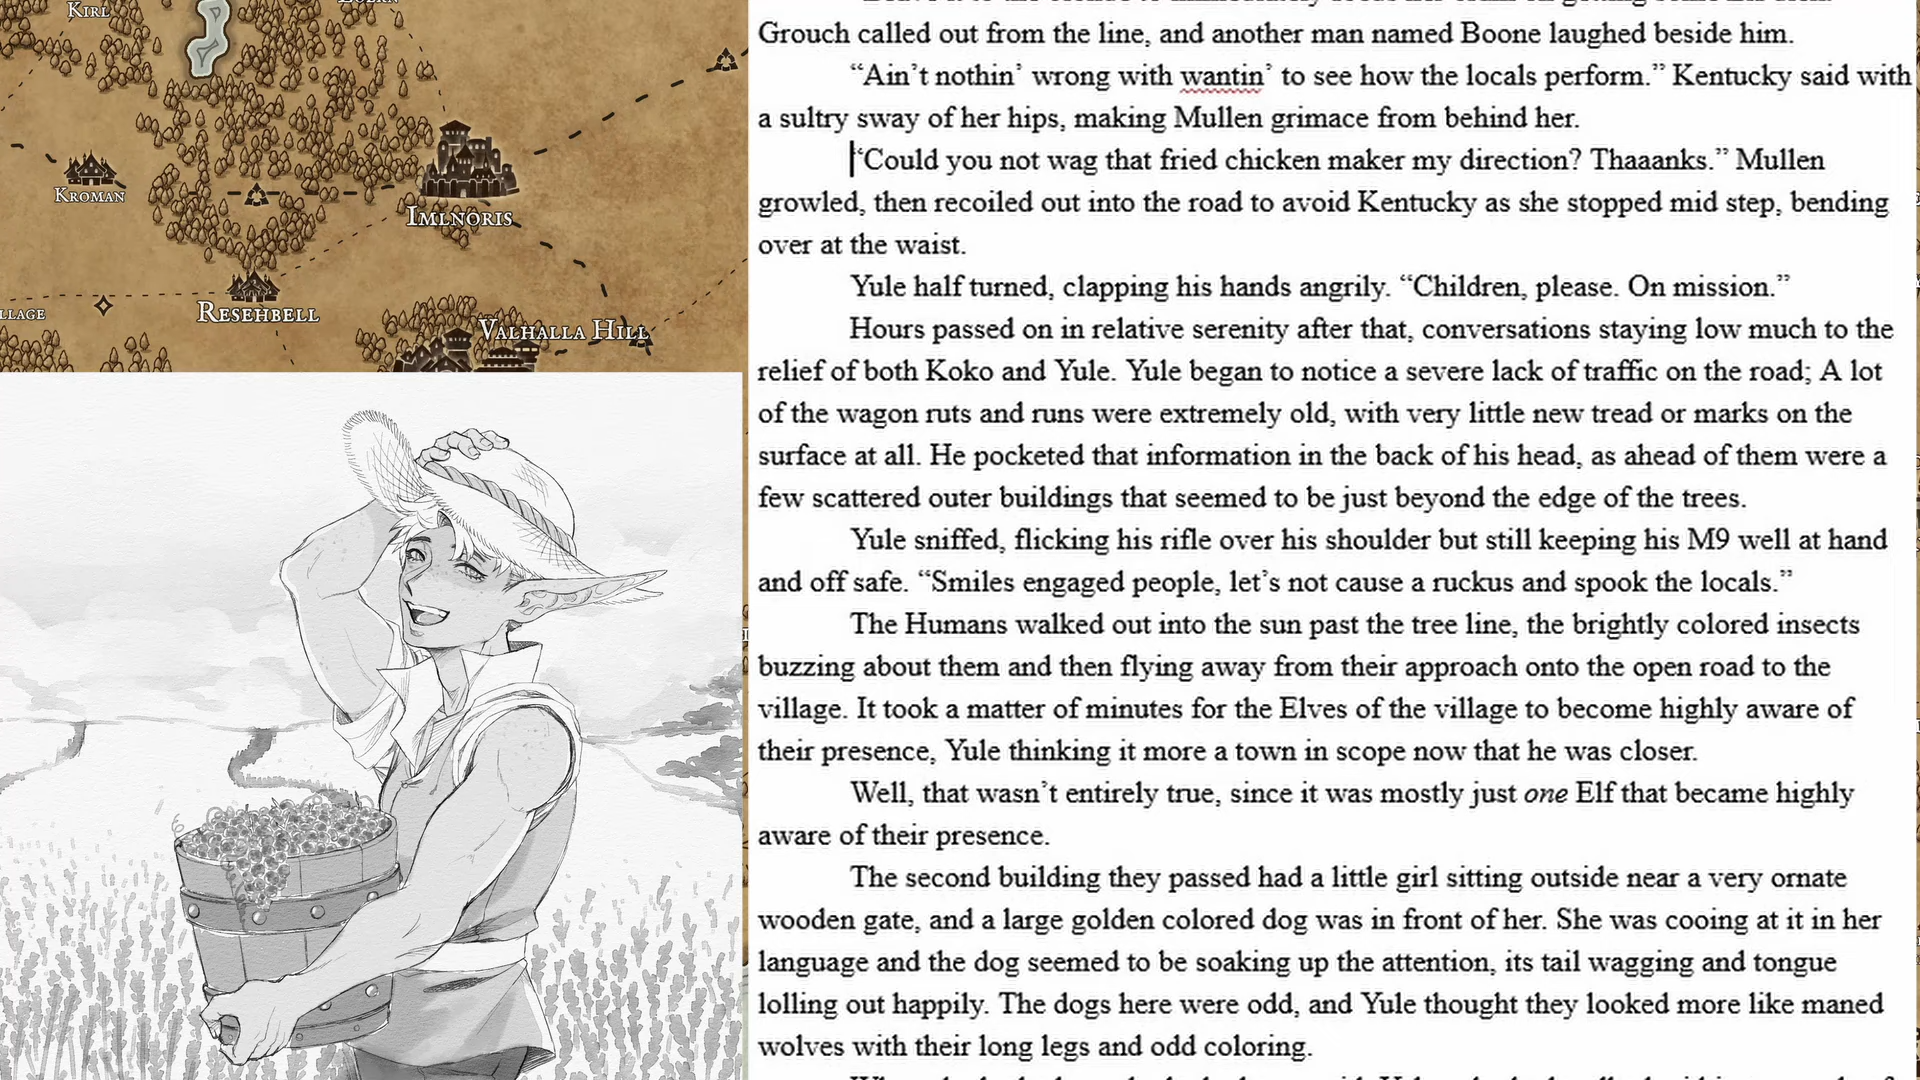 KIRL
KROMAN
IMLNORIS
RESEHBELL
LLAGE
VALHALLA HILL
Grouch called out from the line, and another man named Boone laughed beside him.
“Ain’t nothin’ wrong with wantin’ to see how the locals perform.” Kentucky said with
a sultry sway of her hips, making Mullen grimace from behind her.
“Could you not wag that fried chicken maker my direction? Thaaanks.” Mullen
growled, then recoiled out into the road to avoid Kentucky as she stopped mid step, bending
over at the waist.
Yule half turned, clapping his hands angrily. “Children, please. On mission.”
Hours passed on in relative serenity after that, conversations staying low much to the
relief of both Koko and Yule. Yule began to notice a severe lack of traffic on the road; A lot
of the wagon ruts and runs were extremely old, with very little new tread or marks on the
surface at all. He pocketed that information in the back of his head, as ahead of them were a
few scattered outer buildings that seemed to be just beyond the edge of the trees.
Yule sniffed, flicking his rifle over his shoulder but still keeping his M9 well at hand
and off safe. “Smiles engaged people, let’s not cause a ruckus and spook the locals.”
The Humans walked out into the sun past the tree line, the brightly colored insects
buzzing about them and then flying away from their approach onto the open road to the
village. It took a matter of minutes for the Elves of the village to become highly aware of
their presence, Yule thinking it more a town in scope now that he was closer.
Well, that wasn’t entirely true, since it was mostly just one Elf that became highly
aware of their presence.
The second building they passed had a little girl sitting outside near a very ornate
wooden gate, and a large golden colored dog was in front of her. She was cooing at it in her
language and the dog seemed to be soaking up the attention, its tail wagging and tongue
lolling out happily. The dogs here were odd, and Yule thought they looked more like maned
wolves with their long legs and odd coloring.